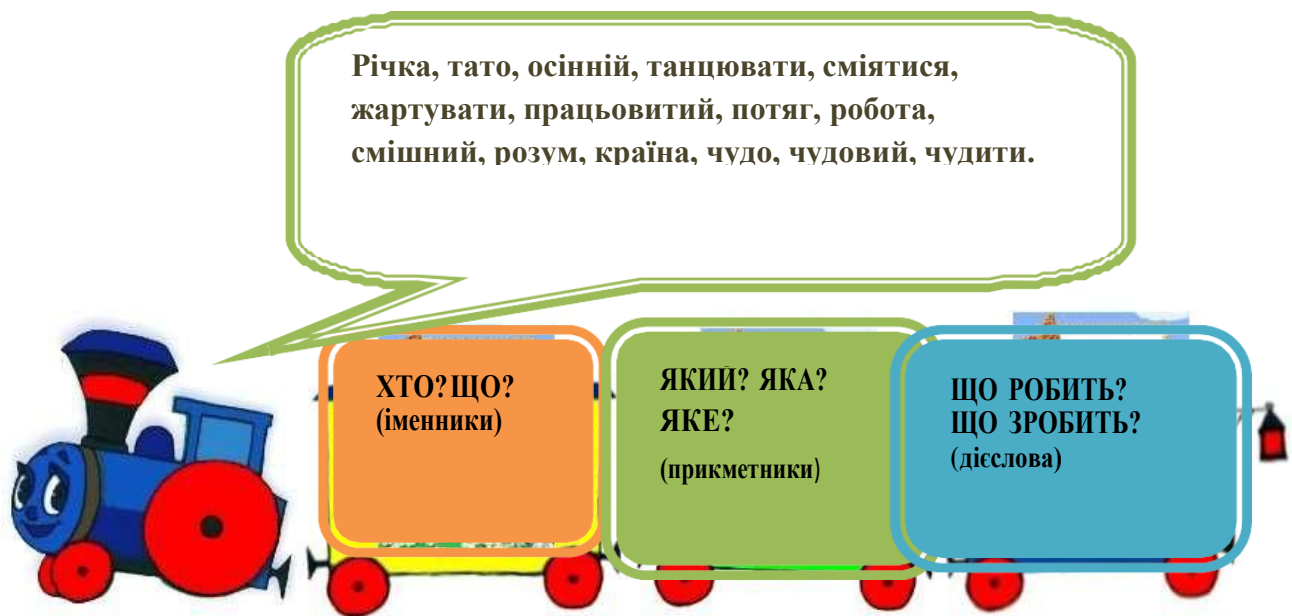 Річка, тато, осінній, танцювати, сміятися,
жартувати, працьовитий, потяг, робота,
смішний, розум, країна, чудо, чудовий, чудити.
ХТО?ЩО?
(іменники)
ЯКИЙ? ЯКА?
ЯКЕ?
(прикметники)
ЩО РОБИТЬ?
ЩО ЗРОБИТЬ?
(дієслова)